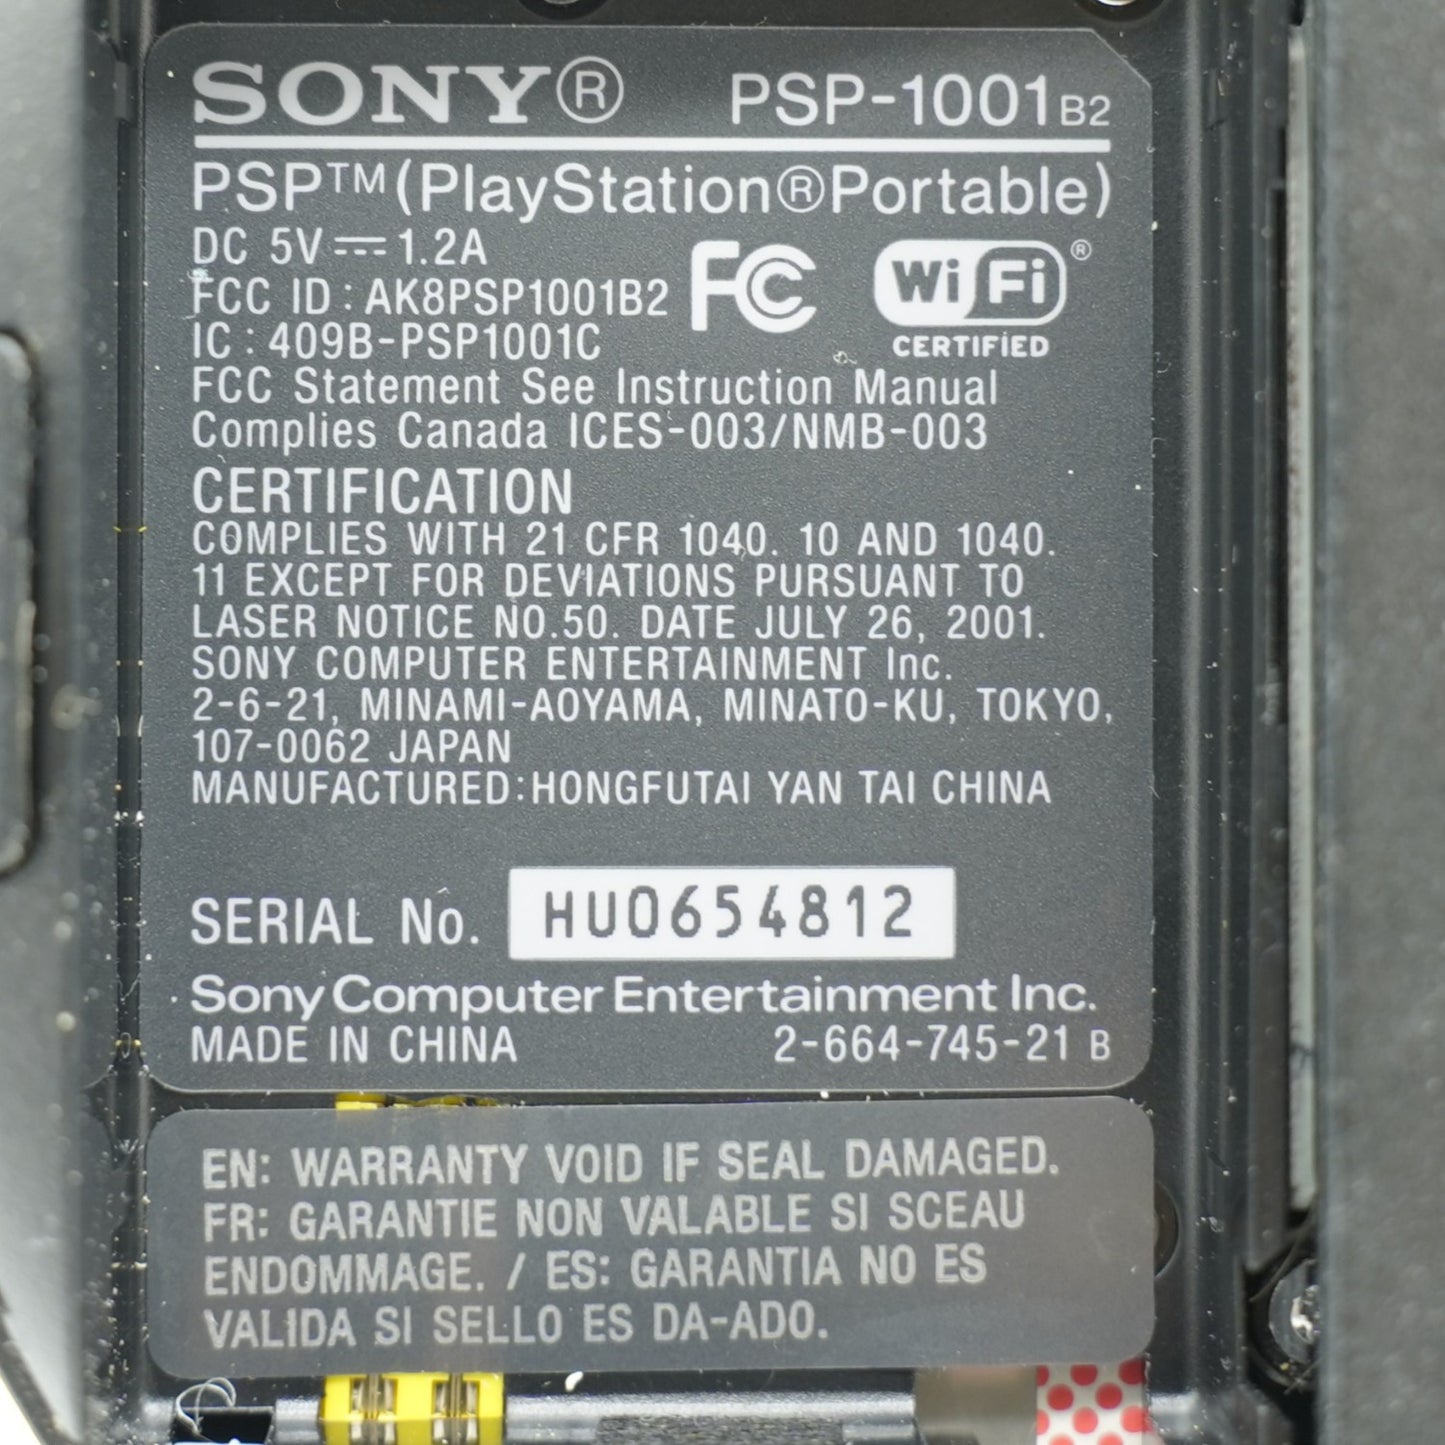 SONY® PSP-1001 B2
PSP™(PlayStation®Portable)
DC 5V⎓1.2A
FCC ID : AK8PSP1001B2
IC : 409B-PSP1001C
FC
Wi Fi ®
CERTIFIED
FCC Statement See Instruction Manual
Complies Canada ICES-003/NMB-003
CERTIFICATION
COMPLIES WITH 21 CFR 1040. 10 AND 1040.
11 EXCEPT FOR DEVIATIONS PURSUANT TO
LASER NOTICE NO.50. DATE JULY 26, 2001.
SONY COMPUTER ENTERTAINMENT Inc.
2-6-21, MINAMI-AOYAMA, MINATO-KU, TOKYO,
107-0062 JAPAN
MANUFACTURED:HONGFUTAI YAN TAI CHINA
SERIAL No. HU0654812
Sony Computer Entertainment Inc.
MADE IN CHINA 2-664-745-21 B
EN: WARRANTY VOID IF SEAL DAMAGED.
FR: GARANTIE NON VALABLE SI SCEAU
ENDOMMAGE. / ES: GARANTIA NO ES
VALIDA SI SELLO ES DA-ADO.